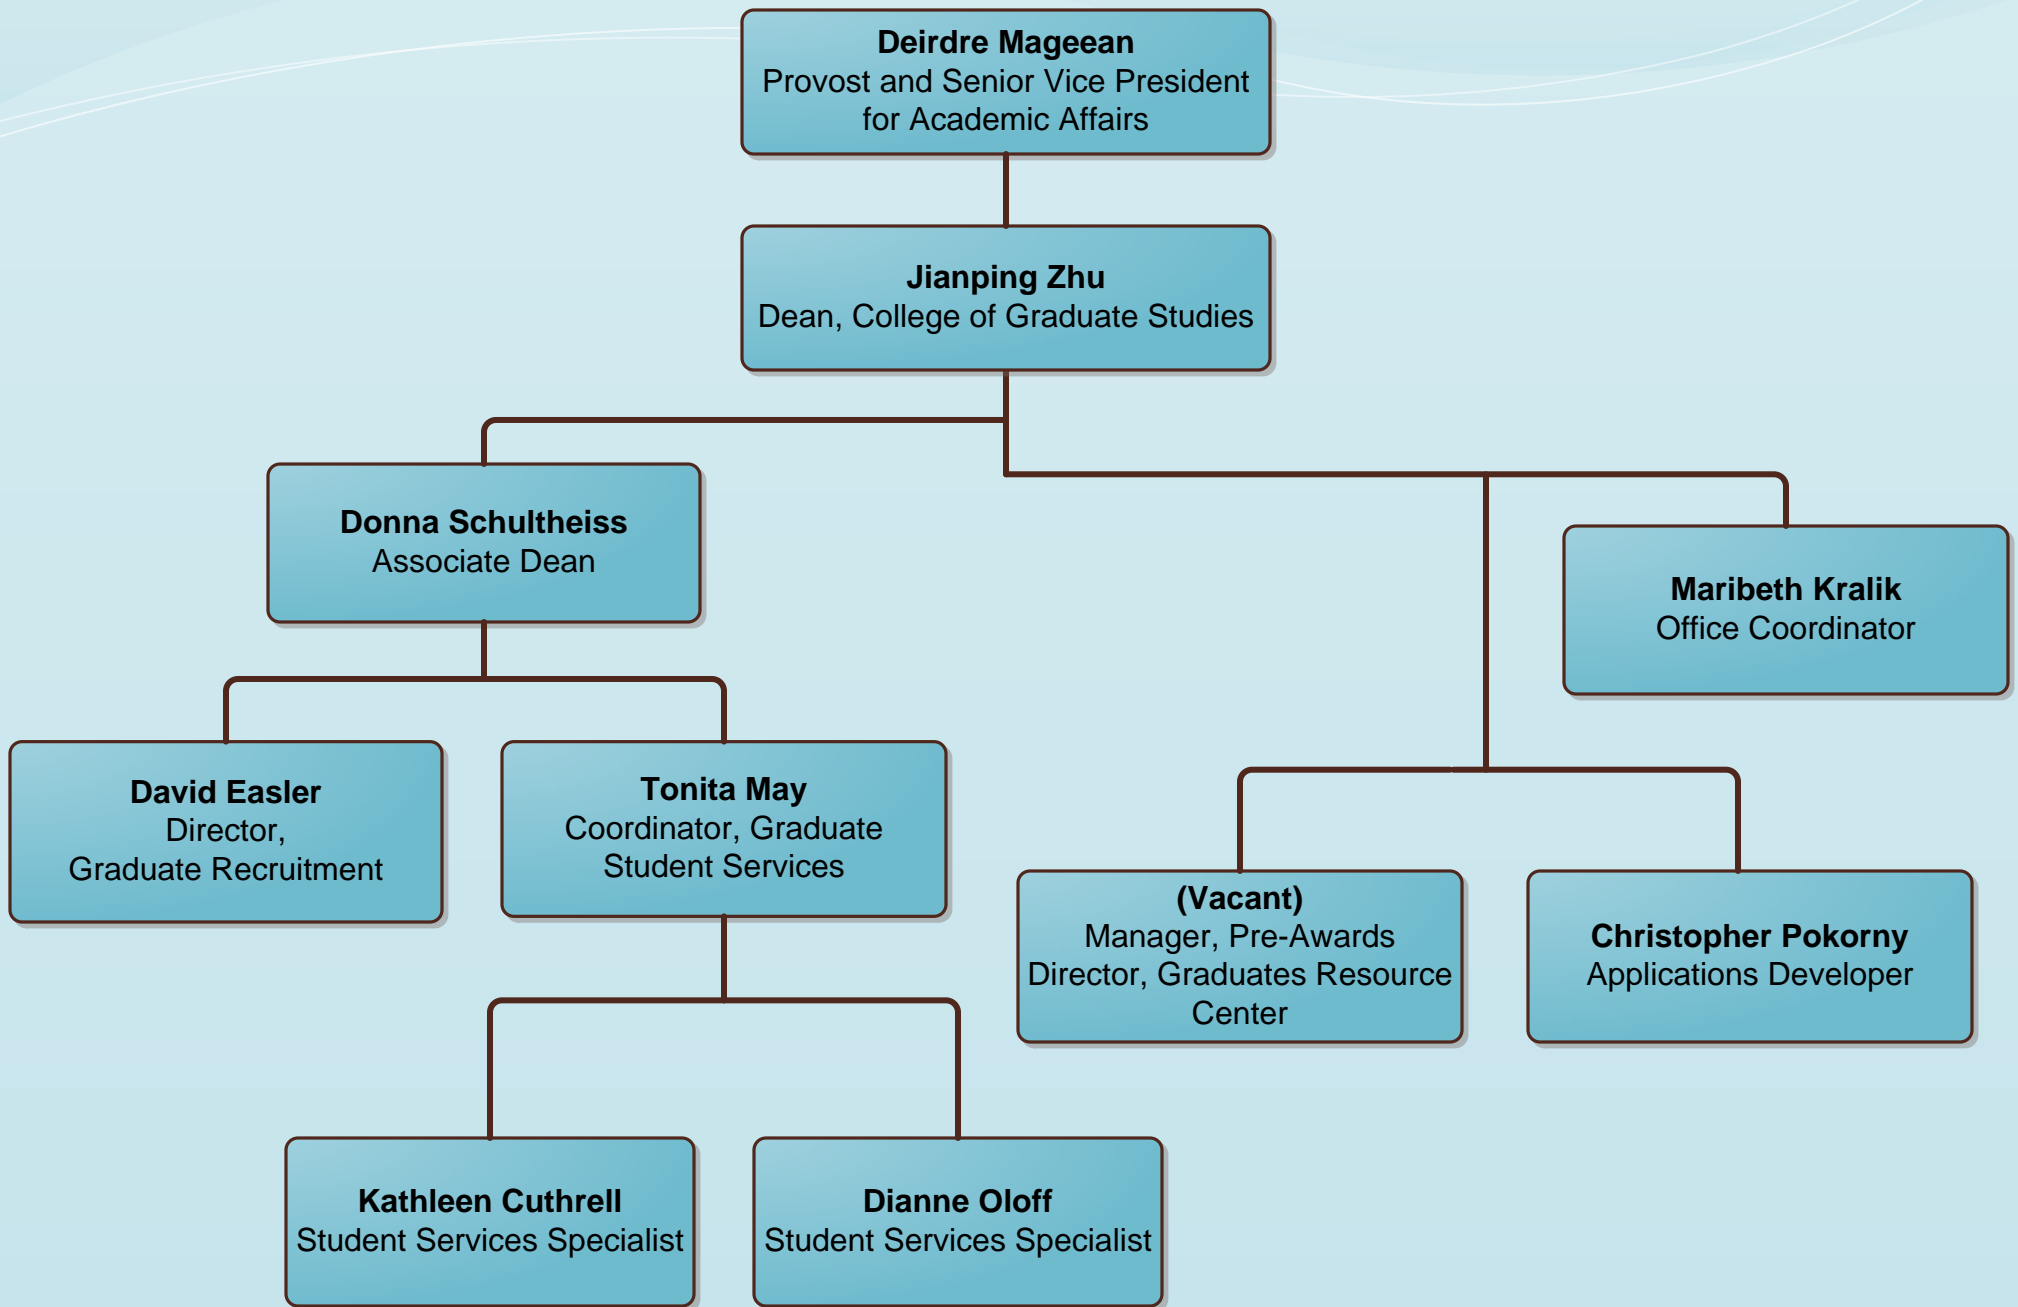 Deirdre Mageean
Provost and Senior Vice President
for Academic Affairs
Jianping Zhu
Dean, College of Graduate Studies
Donna Schultheiss
Associate Dean
Maribeth Kralik
Office Coordinator
David Easler
Director,
Graduate Recruitment
Tonita May
Coordinator, Graduate
Student Services
(Vacant)
Manager, Pre-Awards
Director, Graduates Resource
Center
Christopher Pokorny
Applications Developer
Kathleen Cuthrell
Student Services Specialist
Dianne Oloff
Student Services Specialist